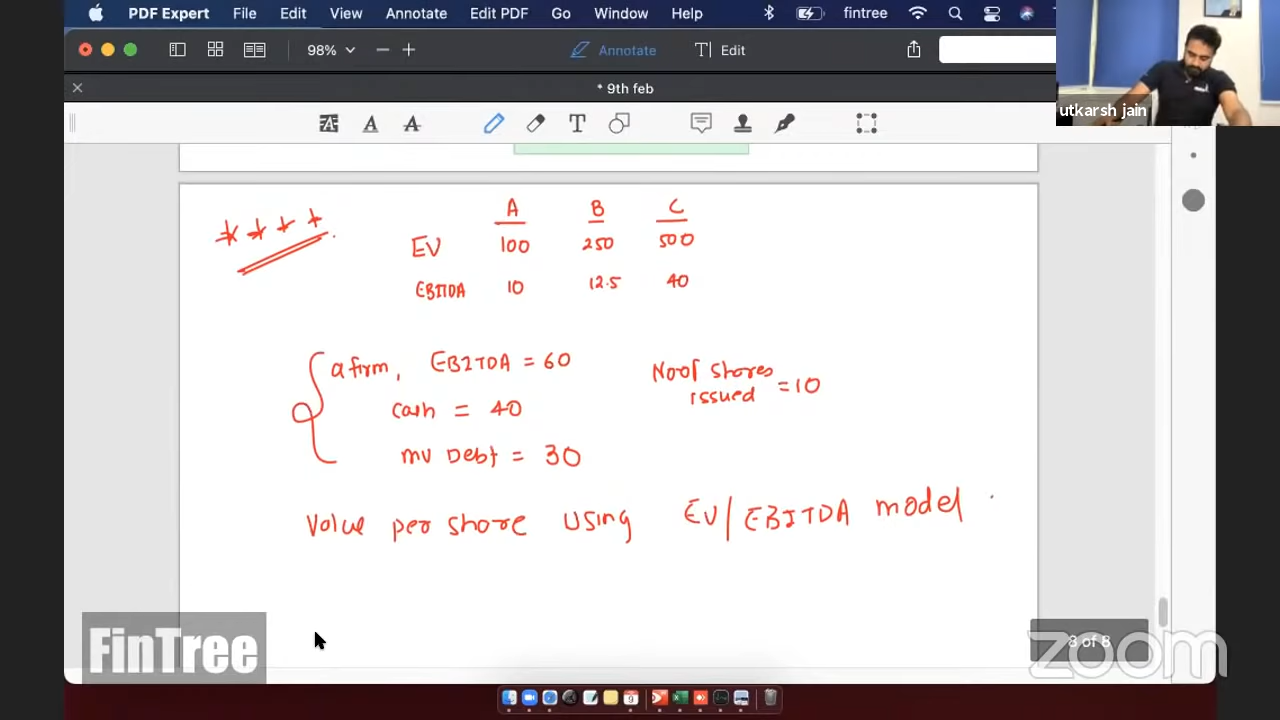 PDF Expert File Edit View Annotate Edit PDF Go Window Help fintree
98% Annotate T| Edit
* 9th feb
utkarsh jain
A B C
EV 100 250 500
EBITDA 10 12.5 40
a firm, EBITDA = 60
No of shares issued = 10
cash = 40
mv Debt = 30
Value per share using EV/EBITDA model
FinTree
8 of 8
zoom